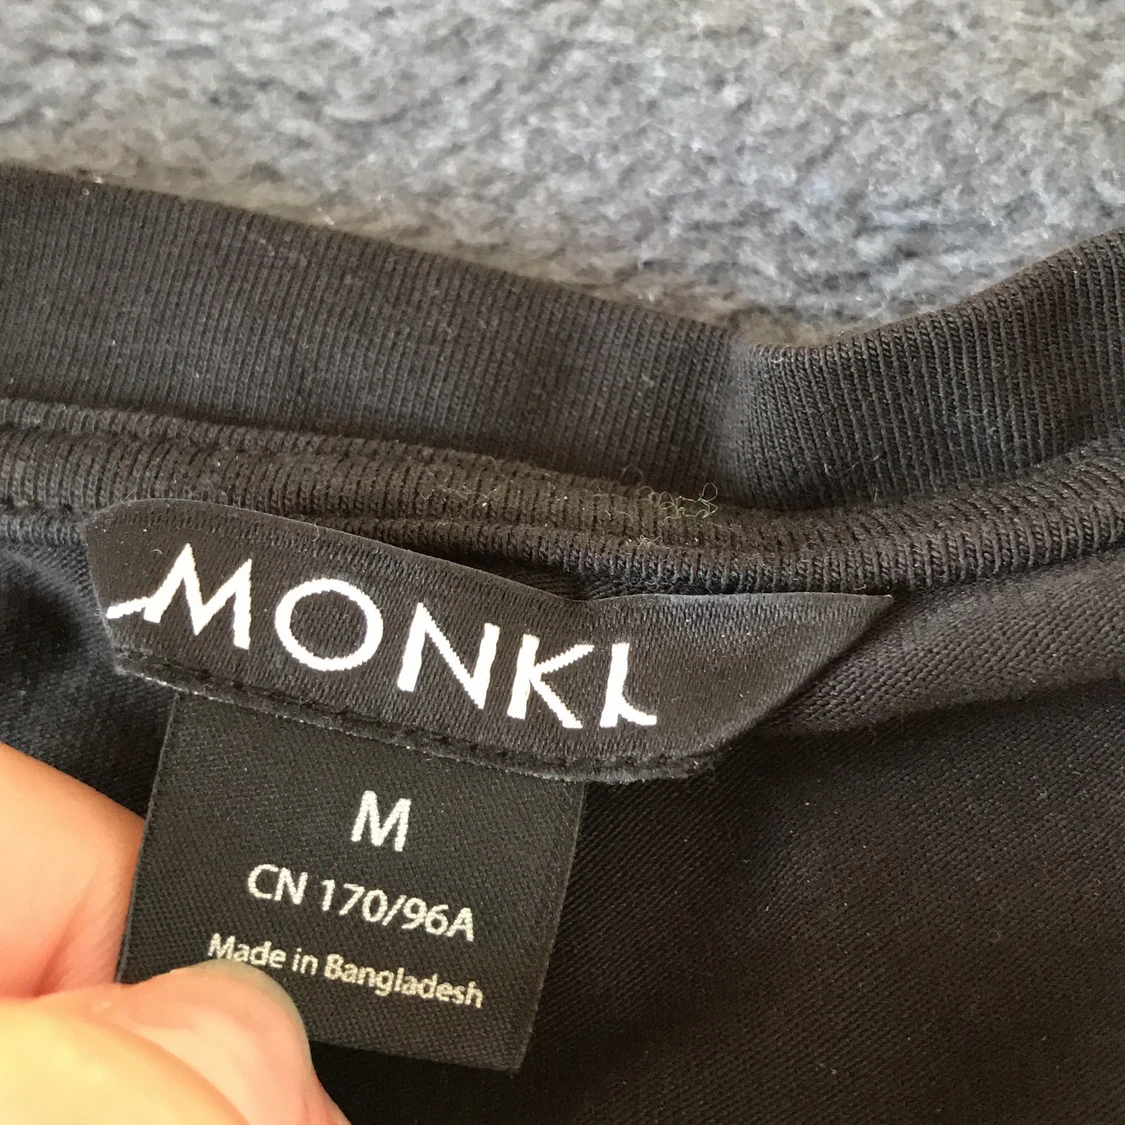 MONKI
M
CN 170/96A
Made in Bangladesh